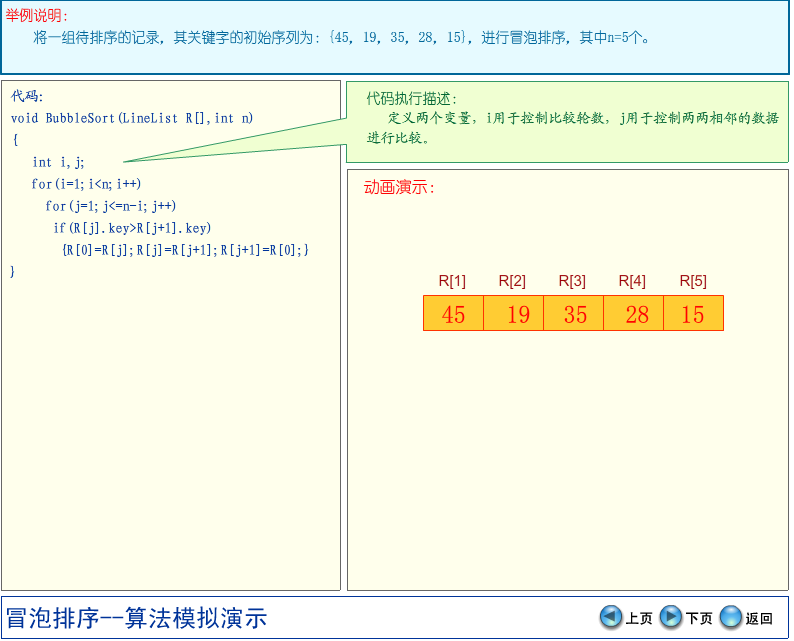 举例说明:
将一组待排序的记录，其关键字的初始序列为：{45, 19, 35, 28, 15}，进行冒泡排序，其中n=5个。
代码:
void BubbleSort(LineList R[],int n)
{
int i,j;
for(i=1;i<n;i++)
for(j=1;j<=n-i;j++)
if(R[j].key>R[j+1].key)
{R[0]=R[j];R[j]=R[j+1];R[j+1]=R[0];}
}
代码执行描述:
定义两个变量，i用于控制比较轮数，j用于控制两两相邻的数据
进行比较。
动画演示:
R[1] R[2] R[3] R[4] R[5]
45 19 35 28 15
冒泡排序--算法模拟演示
上页 下页 返回